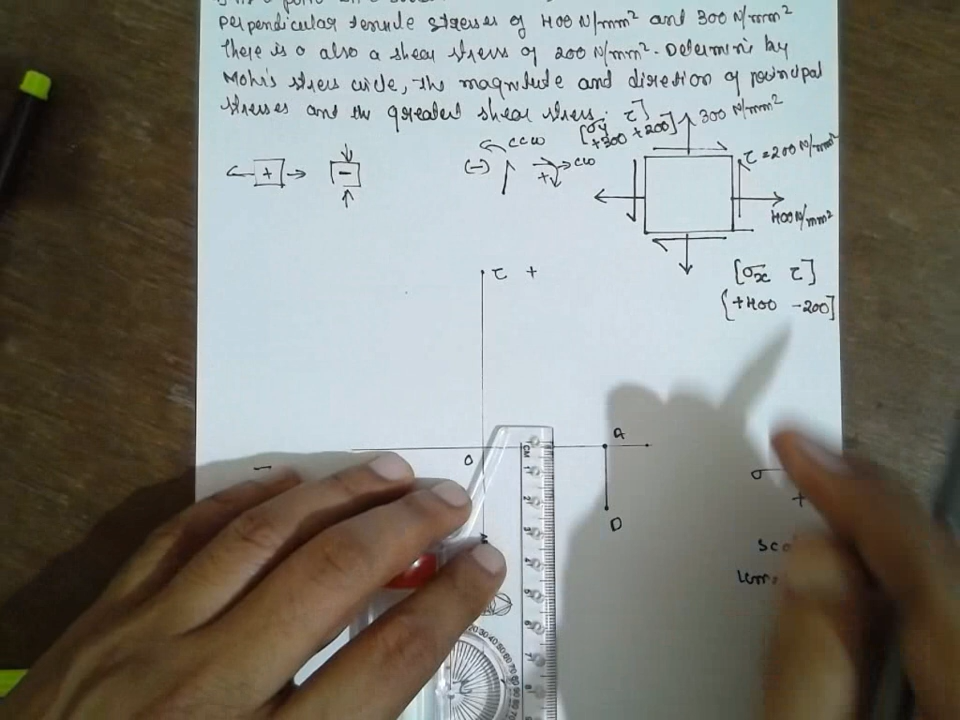 perpendicular tensile stresses of 400 N/mm² and 300 N/mm²
There is a also a shear stress of 200 N/mm². Determine by
Mohr's stress circle, the magnitude and direction of principal
stresses and the greatest shear stress.
[σy τ]
+300 +200]
300 N/mm²
CCW
(-)
CW
+
+
-
τ = 200 N/mm²
400 N/mm²
[σx τ]
[+400 -200]
τ +
A
O
-
D
σ
+